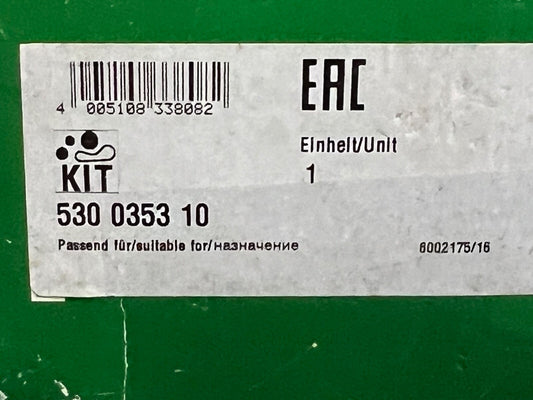 4 005108 338082
EAC
KIT
Einheit/Unit
1
530 0353 10
Passend für/suitable for/назначение
6002175/16